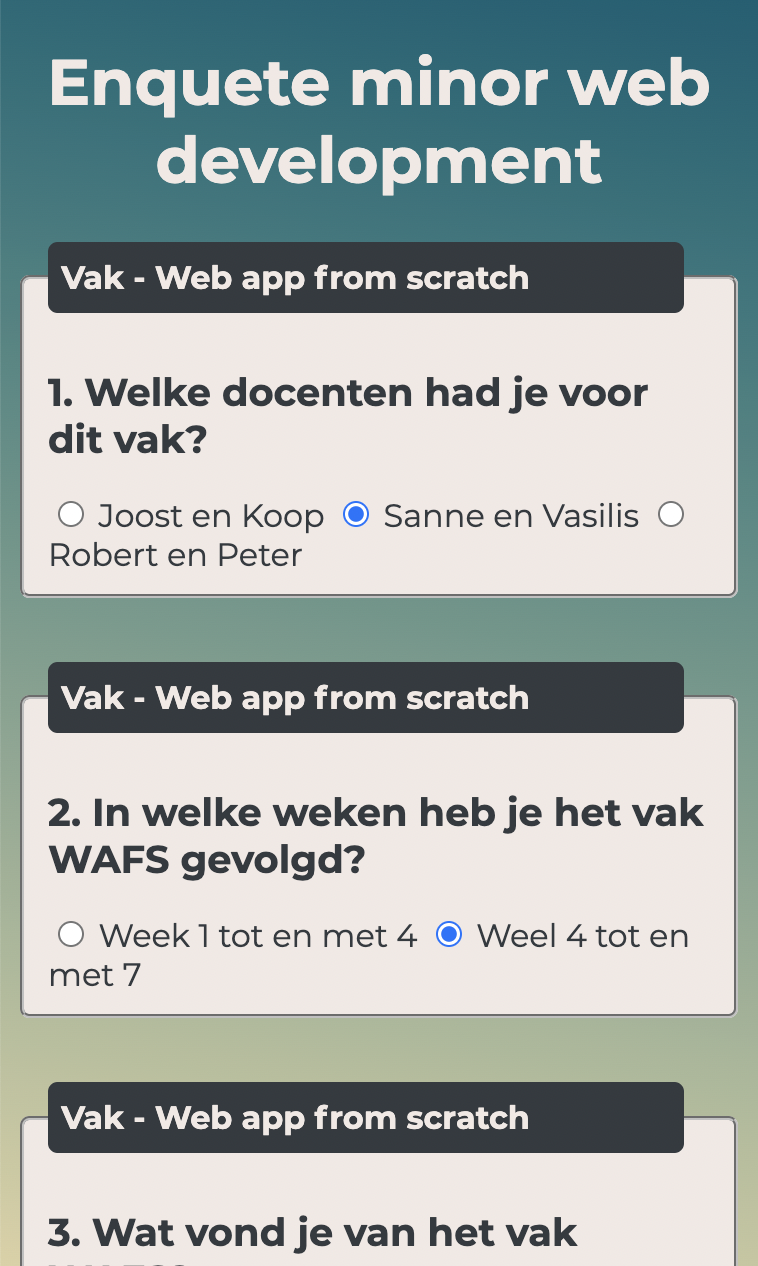 Enquete minor web
development
Vak - Web app from scratch
1. Welke docenten had je voor
dit vak?
Joost en Koop Sanne en Vasilis
Robert en Peter
Vak - Web app from scratch
2. In welke weken heb je het vak
WAFS gevolgd?
Week 1 tot en met 4 Weel 4 tot en
met 7
Vak - Web app from scratch
3. Wat vond je van het vak